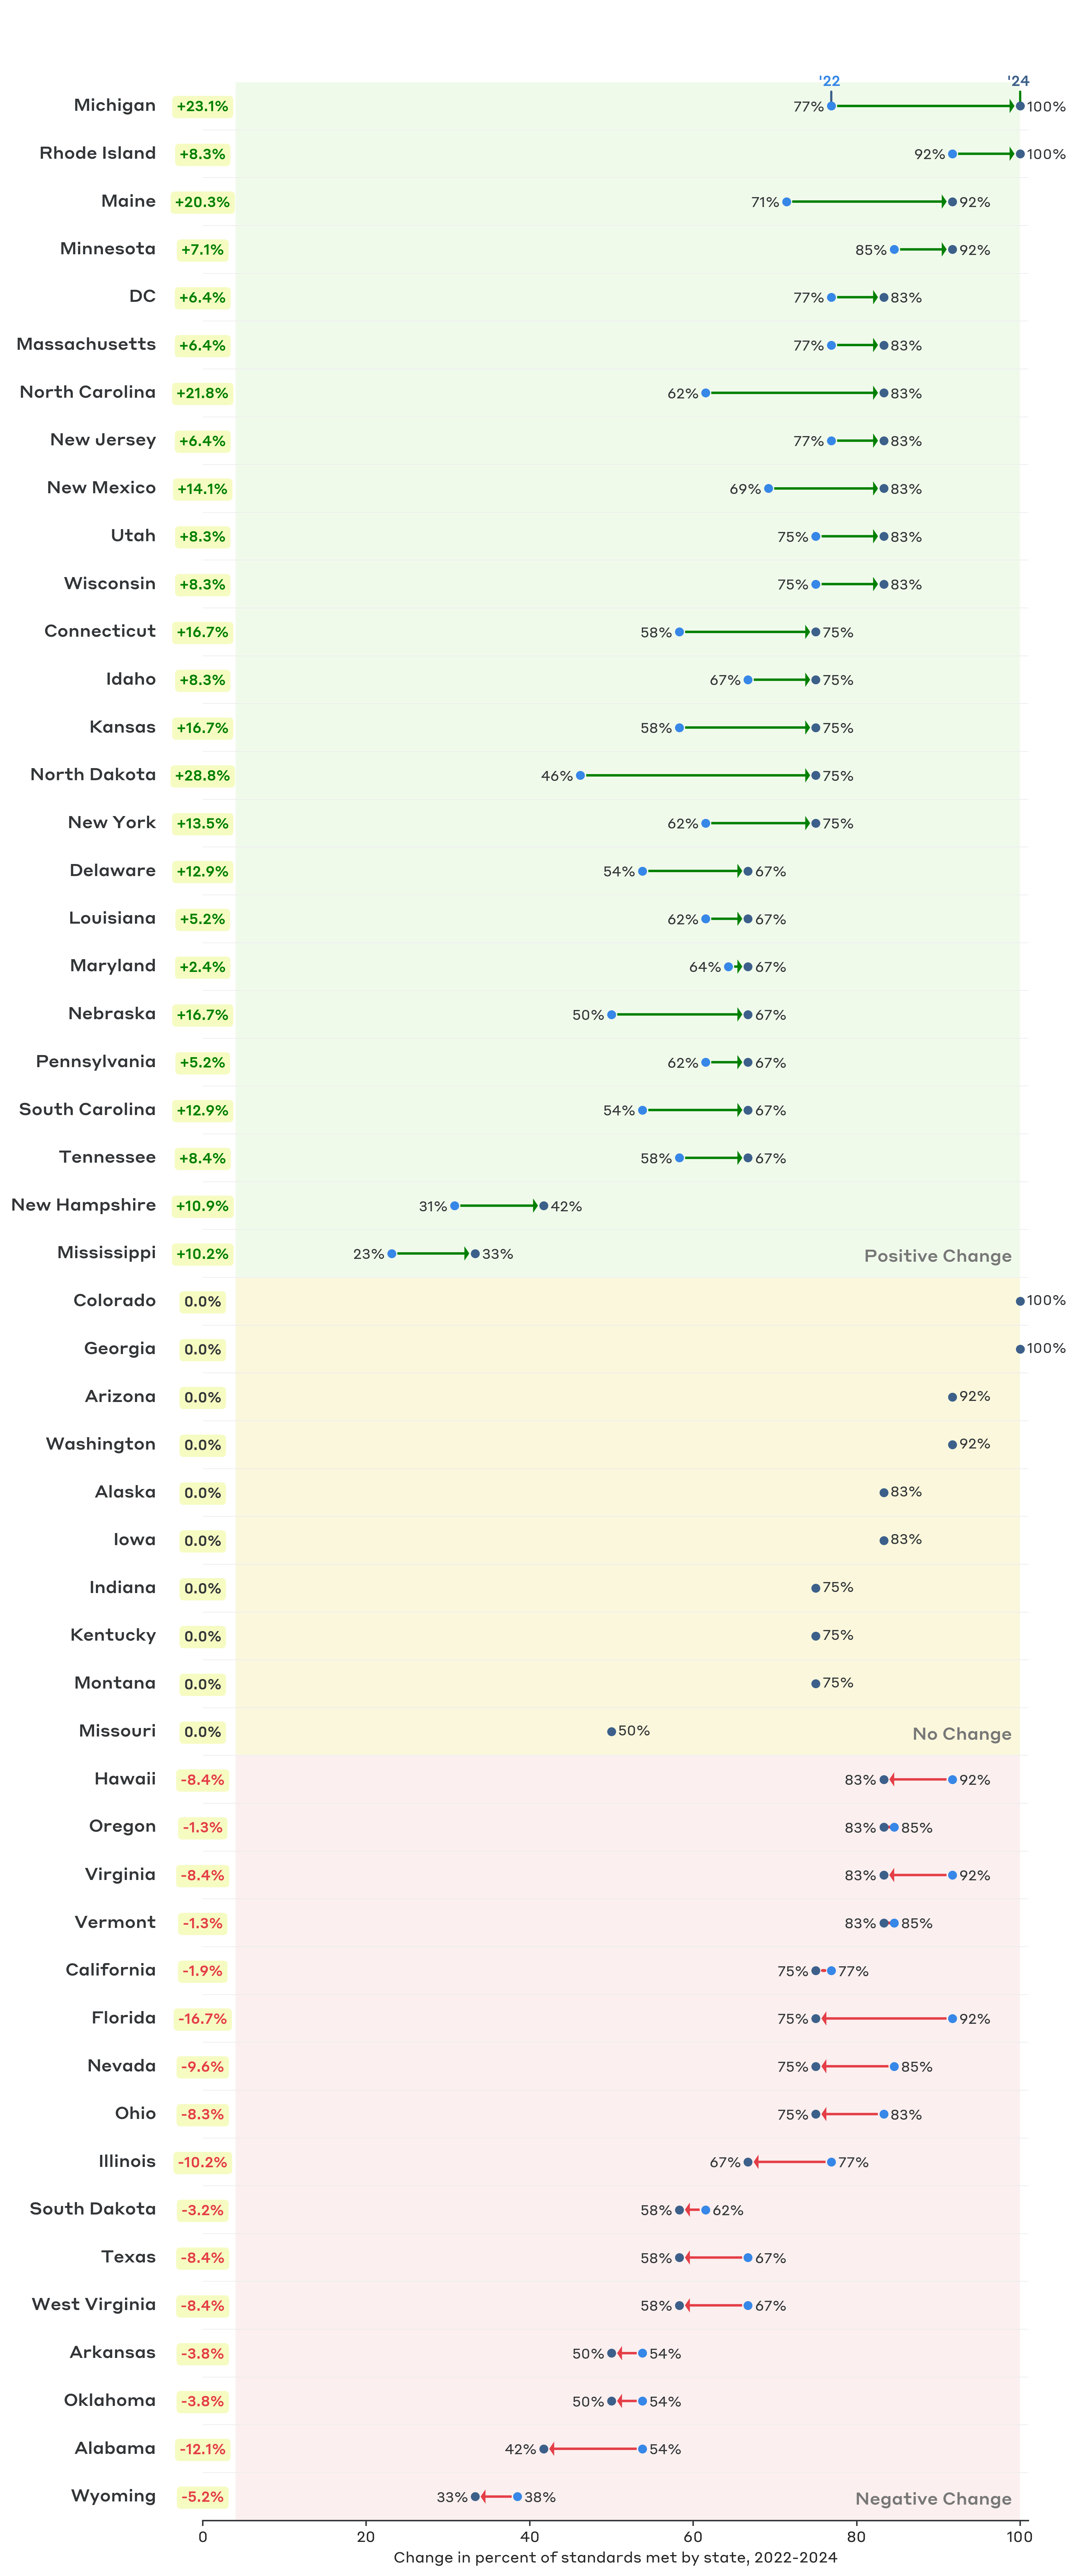 '22 '24
Michigan +23.1% 77% 100%
Rhode Island +8.3% 92% 100%
Maine +20.3% 71% 92%
Minnesota +7.1% 85% 92%
DC +6.4% 77% 83%
Massachusetts +6.4% 77% 83%
North Carolina +21.8% 62% 83%
New Jersey +6.4% 77% 83%
New Mexico +14.1% 69% 83%
Utah +8.3% 75% 83%
Wisconsin +8.3% 75% 83%
Connecticut +16.7% 58% 75%
Idaho +8.3% 67% 75%
Kansas +16.7% 58% 75%
North Dakota +28.8% 46% 75%
New York +13.5% 62% 75%
Delaware +12.9% 54% 67%
Louisiana +5.2% 62% 67%
Maryland +2.4% 64% 67%
Nebraska +16.7% 50% 67%
Pennsylvania +5.2% 62% 67%
South Carolina +12.9% 54% 67%
Tennessee +8.4% 58% 67%
New Hampshire +10.9% 31% 42%
Mississippi +10.2% 23% 33% Positive Change
Colorado 0.0% 100%
Georgia 0.0% 100%
Arizona 0.0% 92%
Washington 0.0% 92%
Alaska 0.0% 83%
Iowa 0.0% 83%
Indiana 0.0% 75%
Kentucky 0.0% 75%
Montana 0.0% 75%
Missouri 0.0% 50% No Change
Hawaii -8.4% 83% 92%
Oregon -1.3% 83% 85%
Virginia -8.4% 83% 92%
Vermont -1.3% 83% 85%
California -1.9% 75% 77%
Florida -16.7% 75% 92%
Nevada -9.6% 75% 85%
Ohio -8.3% 75% 83%
Illinois -10.2% 67% 77%
South Dakota -3.2% 58% 62%
Texas -8.4% 58% 67%
West Virginia -8.4% 58% 67%
Arkansas -3.8% 50% 54%
Oklahoma -3.8% 50% 54%
Alabama -12.1% 42% 54%
Wyoming -5.2% 33% 38% Negative Change
0 20 40 60 80 100
Change in percent of standards met by state, 2022-2024